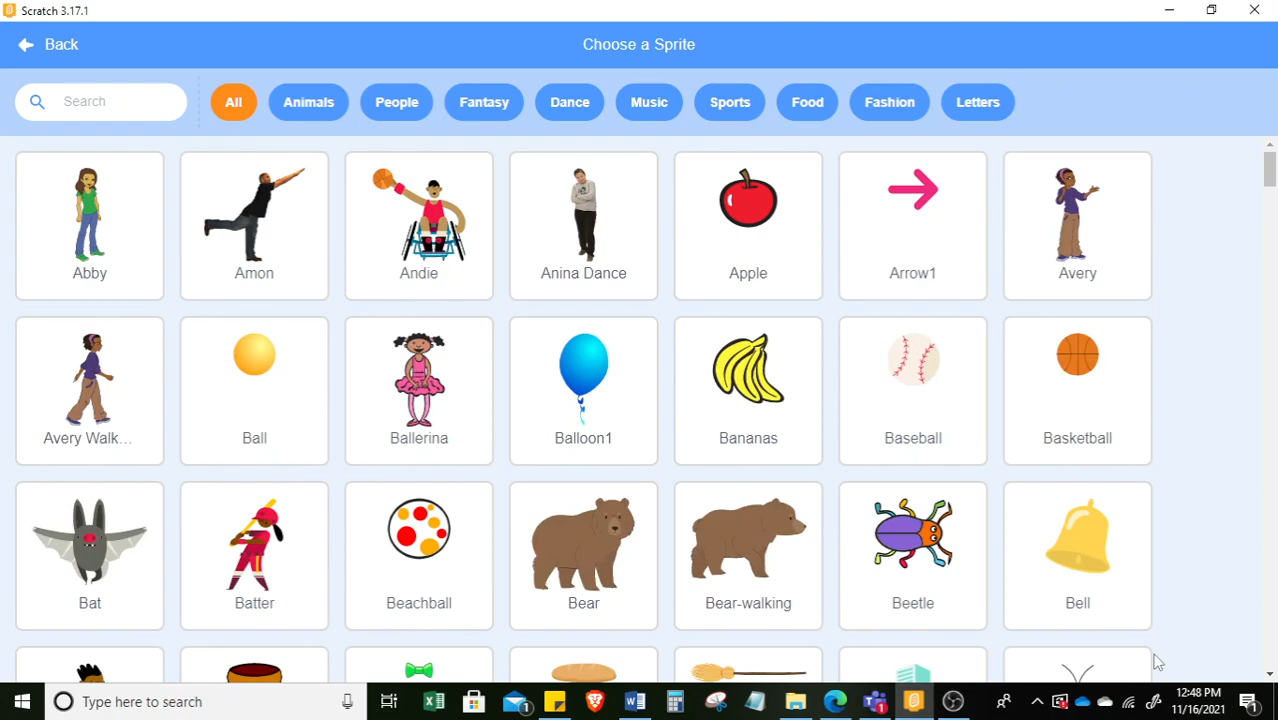 Scratch 3.17.1
Back
Choose a Sprite
Search
All
Animals
People
Fantasy
Dance
Music
Sports
Food
Fashion
Letters
Abby
Amon
Andie
Anina Dance
Apple
Arrow1
Avery
Avery Walk...
Ball
Ballerina
Balloon1
Bananas
Baseball
Basketball
Bat
Batter
Beachball
Bear
Bear-walking
Beetle
Bell
Type here to search
12:48 PM
11/16/2021